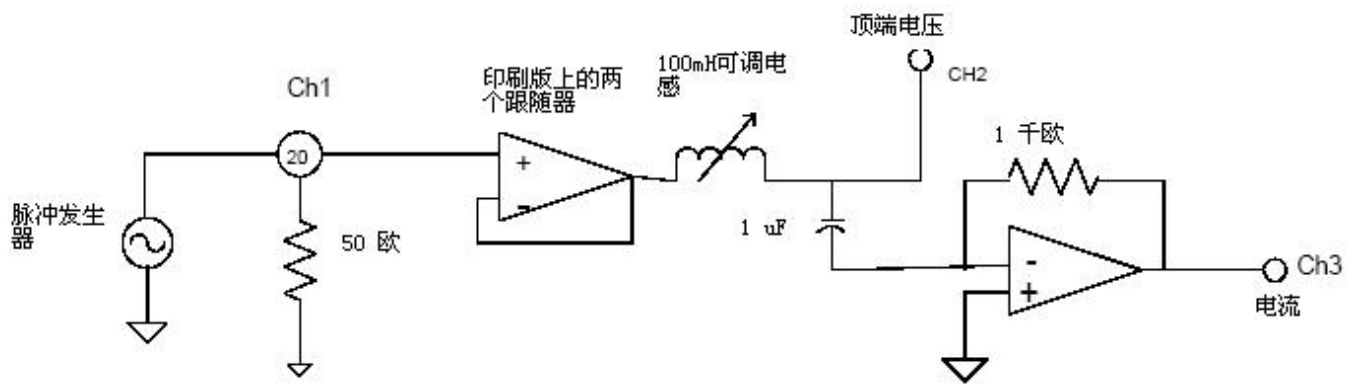 顶端电压
CH2
100mH可调电
感
印刷版上的两
个跟随器
Ch1
20
+
-
1 千欧
脉冲发生
器
50 欧
1 uF
-
+
Ch3
电流